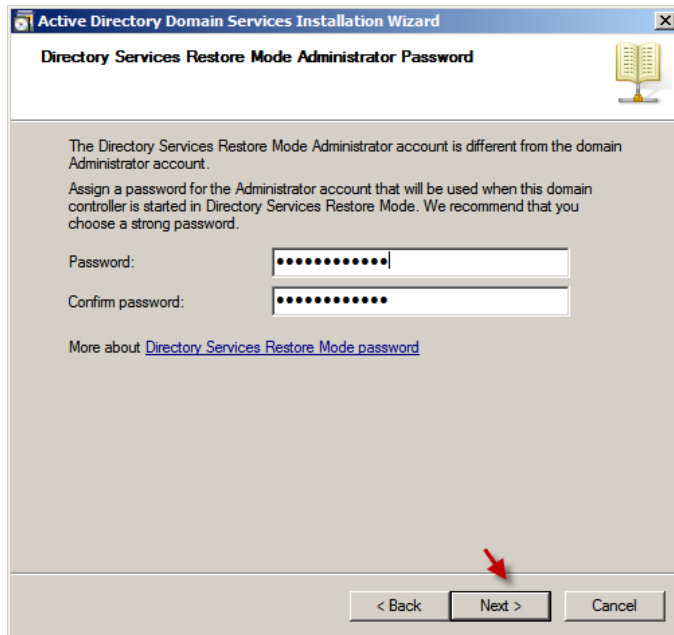 Active Directory Domain Services Installation Wizard
Directory Services Restore Mode Administrator Password
The Directory Services Restore Mode Administrator account is different from the domain
Administrator account.
Assign a password for the Administrator account that will be used when this domain
controller is started in Directory Services Restore Mode. We recommend that you
choose a strong password.
Password: ••••••••••••
Confirm password: ••••••••••••
More about Directory Services Restore Mode password
< Back Next > Cancel